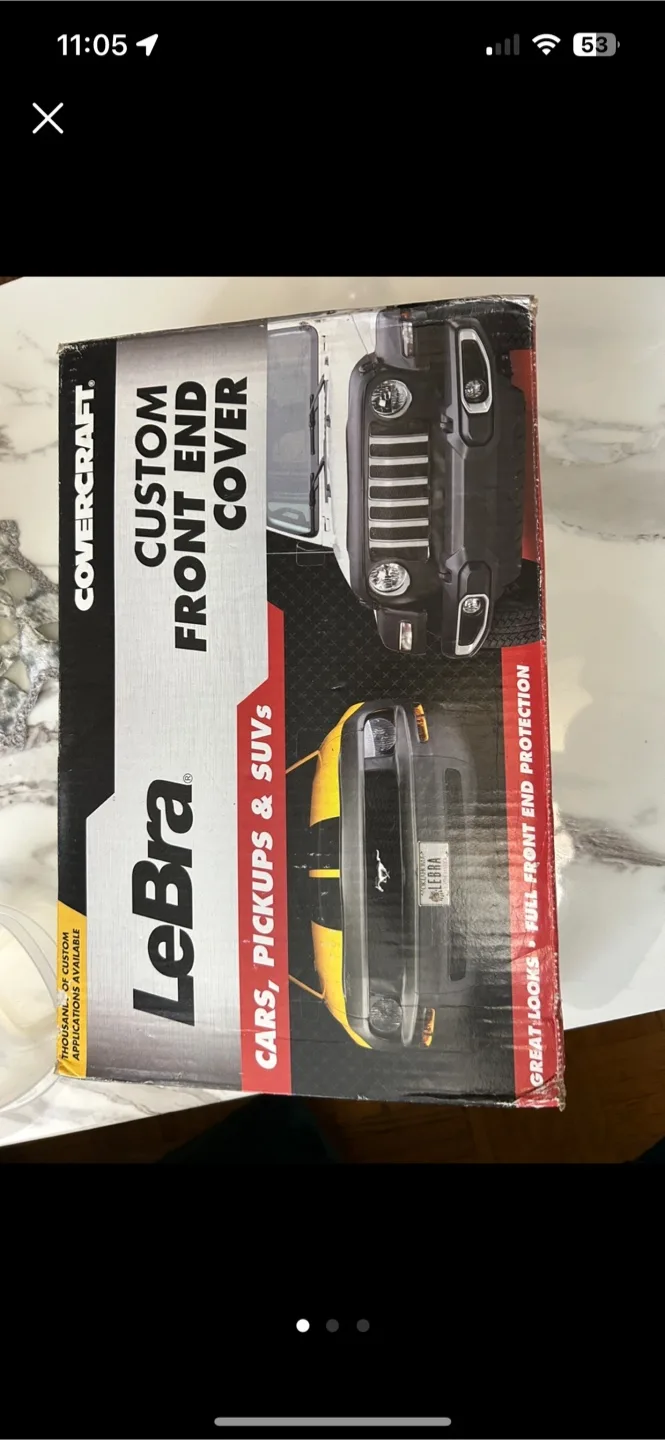 11:05
53
COVERCRAFT®
CUSTOM
FRONT END
COVER
LeBra®
CARS, PICKUPS & SUVs
THOUSANDS OF CUSTOM
APPLICATIONS AVAILABLE
LEBRA
GREAT LOOKS • FULL FRONT END PROTECTION